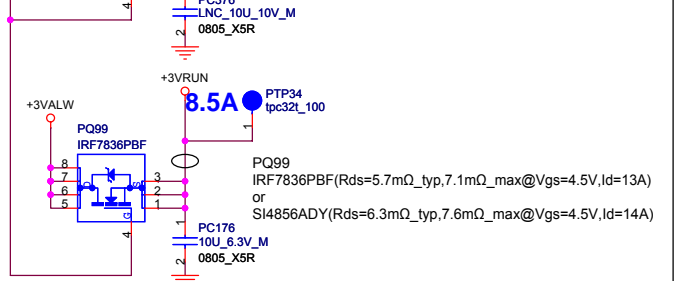 4
PC376
LNC_10U_10V_M
2
0805_X5R
+3VRUN
8.5A
PTP34
tpc32t_100
1
+3VALW
PQ99
IRF7836PBF
8
7
6
5
D
S
G
3
2
1
4
PQ99
IRF7836PBF(Rds=5.7mΩ_typ,7.1mΩ_max@Vgs=4.5V,Id=13A)
or
SI4856ADY(Rds=6.3mΩ_typ,7.6mΩ_max@Vgs=4.5V,Id=14A)
1
PC176
10U_6.3V_M
2
0805_X5R